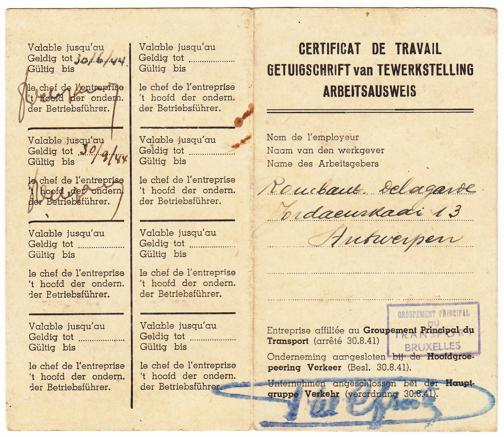 Valable jusqu'au
Geldig tot 30/6/44
Gültig bis
le chef de l'entreprise
't hoofd der ondern.
der Betriebsführer.
Valable jusqu'au
Geldig tot 30/9/44
Gültig bis
le chef de l'entreprise
't hoofd der ondern.
der Betriebsführer.
Valable jusqu'au
Geldig tot
Gültig bis
le chef de l'entreprise
't hoofd der ondern.
der Betriebsführer.
Valable jusqu'au
Geldig tot
Gültig bis
le chef de l'entreprise
't hoofd der ondern.
der Betriebsführer.
Valable jusqu'au
Geldig tot
Gültig bis
le chef de l'entreprise
't hoofd der ondern.
der Betriebsführer.
Valable jusqu'au
Geldig tot
Gültig bis
le chef de l'entreprise
't hoofd der ondern.
der Betriebsführer.
Valable jusqu'au
Geldig tot
Gültig bis
le chef de l'entreprise
't hoofd der ondern.
der Betriebsführer.
Valable jusqu'au
Geldig tot
Gültig bis
le chef de l'entreprise
't hoofd der ondern.
der Betriebsführer.
CERTIFICAT DE TRAVAIL
GETUIGSCHRIFT van TEWERKSTELLING
ARBEITSAUSWEIS
Nom de l'employeur
Naam van den werkgever
Name des Arbeitsgebers
Rombaut Delagarde
Jordaenskaai 13
Antwerpen
GROUPEMENT PRINCIPAL
DU
TRANSPORT
BRUXELLES
Entreprise affiliée au Groupement Principal du
Transport (arrêté 30.8.41)
Onderneming aangesloten bij de Hoofdgroe-
peering Verkeer (Besl. 30.8.41).
Unternehmen angeschlossen bei der Haupt-
gruppe Verkehr (verordnung 30.8.41).